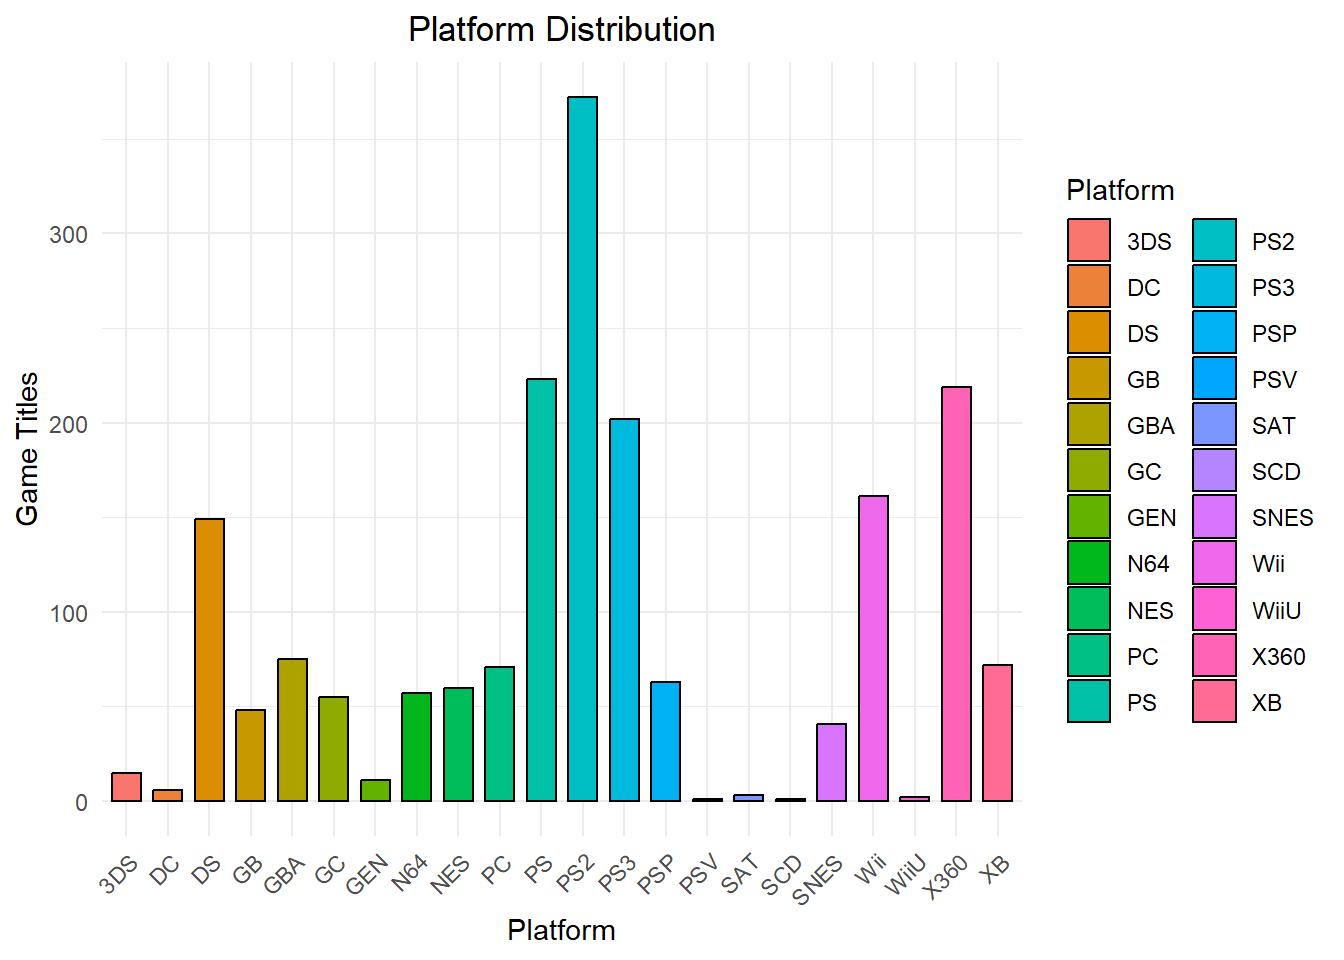 Platform Distribution
Game Titles
300
200
100
0
3DS
DC
DS
GB
GBA
GC
GEN
N64
NES
PC
PS
PS2
PS3
PSP
PSV
SAT
SCD
SNES
Wii
WiiU
X360
XB
Platform
Platform
3DS
DC
DS
GB
GBA
GC
GEN
N64
NES
PC
PS
PS2
PS3
PSP
PSV
SAT
SCD
SNES
Wii
WiiU
X360
XB